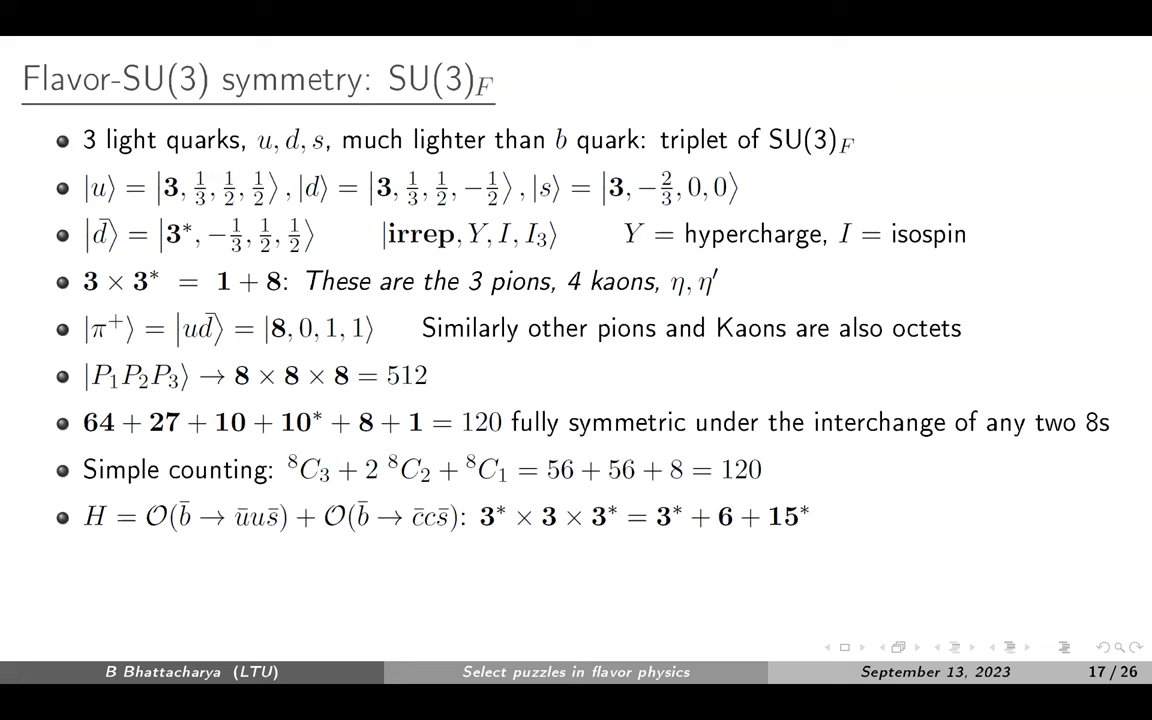 Flavor-SU(3) symmetry: SU(3)_F
3 light quarks, u, d, s, much lighter than b quark: triplet of SU(3)_F
|u⟩ = |3, 1/3, 1/2, 1/2⟩, |d⟩ = |3, 1/3, 1/2, −1/2⟩, |s⟩ = |3, −2/3, 0, 0⟩
|d̄⟩ = |3*, −1/3, 1/2, 1/2⟩ |irrep, Y, I, I₃⟩ Y = hypercharge, I = isospin
3 × 3* = 1 + 8: These are the 3 pions, 4 kaons, η, η′
|π⁺⟩ = |ud̄⟩ = |8, 0, 1, 1⟩ Similarly other pions and Kaons are also octets
|P₁P₂P₃⟩ → 8 × 8 × 8 = 512
64 + 27 + 10 + 10* + 8 + 1 = 120 fully symmetric under the interchange of any two 8s
Simple counting: ⁸C₃ + 2 ⁸C₂ + ⁸C₁ = 56 + 56 + 8 = 120
H = 𝒪(b̄ → ūus̄) + 𝒪(b̄ → c̄cs̄): 3* × 3 × 3* = 3* + 6 + 15*
B Bhattacharya (LTU) Select puzzles in flavor physics September 13, 2023 17 / 26